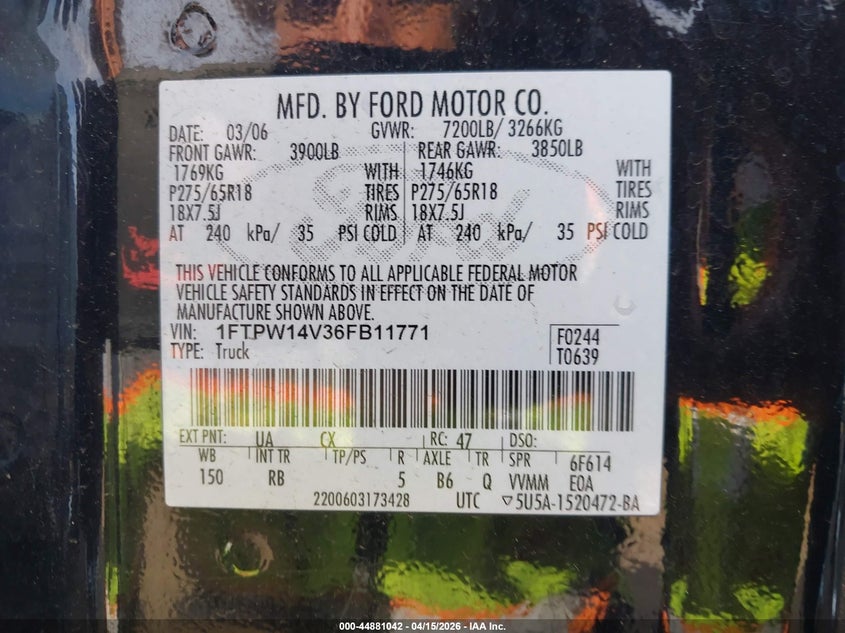 MFD. BY FORD MOTOR CO.
DATE: 03/06 GVWR: 7200LB/ 3266KG
FRONT GAWR: 3900LB REAR GAWR: 3850LB
1769KG WITH 1746KG WITH
P275/65R18 TIRES P275/65R18 TIRES
18X7.5J RIMS 18X7.5J RIMS
AT 240 kPa/ 35 PSI COLD AT 240 kPa/ 35 PSI COLD
THIS VEHICLE CONFORMS TO ALL APPLICABLE FEDERAL MOTOR
VEHICLE SAFETY STANDARDS IN EFFECT ON THE DATE OF
MANUFACTURE SHOWN ABOVE.
VIN: 1FTPW14V36FB11771 F0244
TYPE: Truck T0639
EXT PNT: UA CX RC: 47 DSO:
WB INT TR TP/PS R AXLE TR SPR 6F614
150 RB 5 B6 Q VVMM EOA
2200603173428 UTC ▽5U5A-1520472-BA
000-44881042 - 04/15/2026 - IAA Inc.